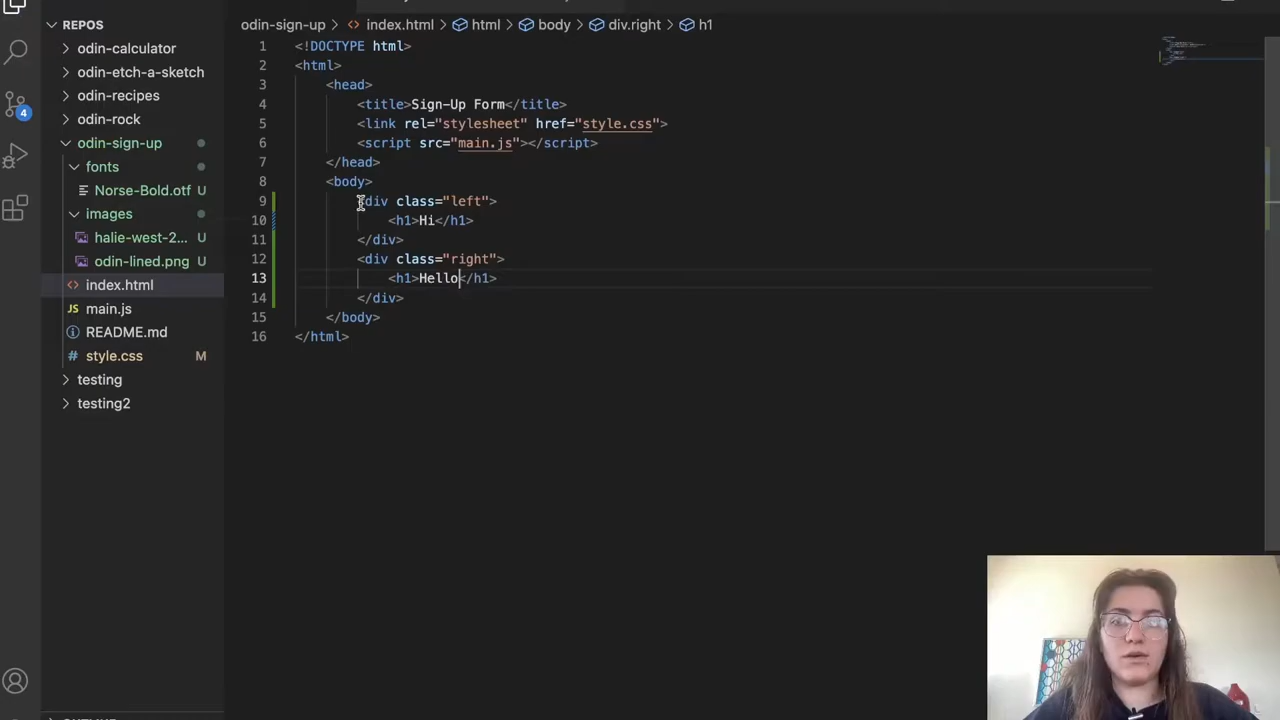 REPOS
odin-calculator
odin-etch-a-sketch
odin-recipes
odin-rock
odin-sign-up
fonts
Norse-Bold.otf U
images
halie-west-2... U
odin-lined.png U
index.html
main.js
README.md
style.css M
testing
testing2
4
odin-sign-up > index.html > html > body > div.right > h1
1 <!DOCTYPE html>
2 <html>
3 <head>
4 <title>Sign-Up Form</title>
5 <link rel="stylesheet" href="style.css">
6 <script src="main.js"></script>
7 </head>
8 <body>
9 <div class="left">
10 <h1>Hi</h1>
11 </div>
12 <div class="right">
13 <h1>Hello</h1>
14 </div>
15 </body>
16 </html>